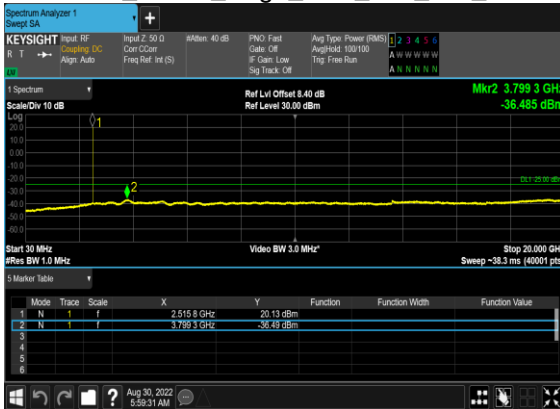 Spectrum Analyzer 1
Swept SA
KEYSIGHT
R T
Input: RF
Coupling: DC
Align: Auto
Input Z: 50 Ω
Corr CCorr
Freq Ref: Int (S)
#Atten: 40 dB
PNO: Fast
Gate: Off
IF Gain: Low
Sig Track: Off
Avg Type: Power (RMS)
Avg|Hold: 100/100
Trig: Free Run
1 2 3 4 5 6
A W W W W W
A N N N N N
1 Spectrum
Scale/Div 10 dB
Ref Lvl Offset 8.40 dB
Ref Level 30.00 dBm
Mkr2 3.799 3 GHz
-36.485 dBm
Log
20.0
10.0
0.00
-10.0
-20.0
-30.0
-40.0
-50.0
-60.0
1
2
DL1 -25.00 dBm
Start 30 MHz
#Res BW 1.0 MHz
Video BW 3.0 MHz*
Stop 20.000 GH
Sweep ~38.3 ms (40001 pts
5 Marker Table
Mode Trace Scale X Y Function Function Width Function Value
1 N 1 f 2.515 8 GHz 20.13 dBm
2 N 1 f 3.799 3 GHz -36.49 dBm
3
4
5
6
?
Aug 30, 2022
5:59:31 AM